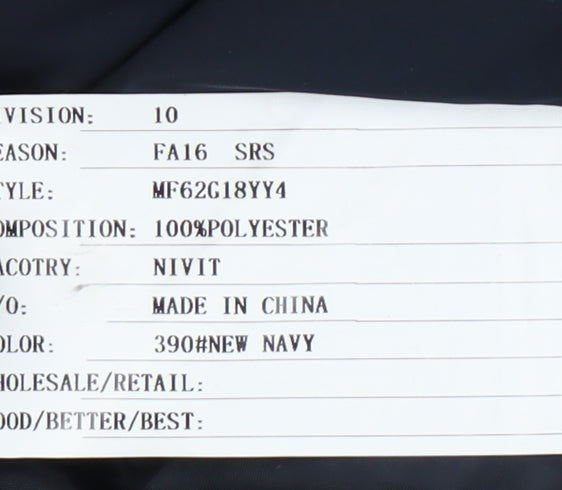 VISION: 10
EASON: FA16 SRS
TYLE: MF62G18YY4
OMPOSITION: 100%POLYESTER
ACOTRY: NIVIT
/O: MADE IN CHINA
OLOR: 390#NEW NAVY
HOLESALE/RETAIL:
OOD/BETTER/BEST: